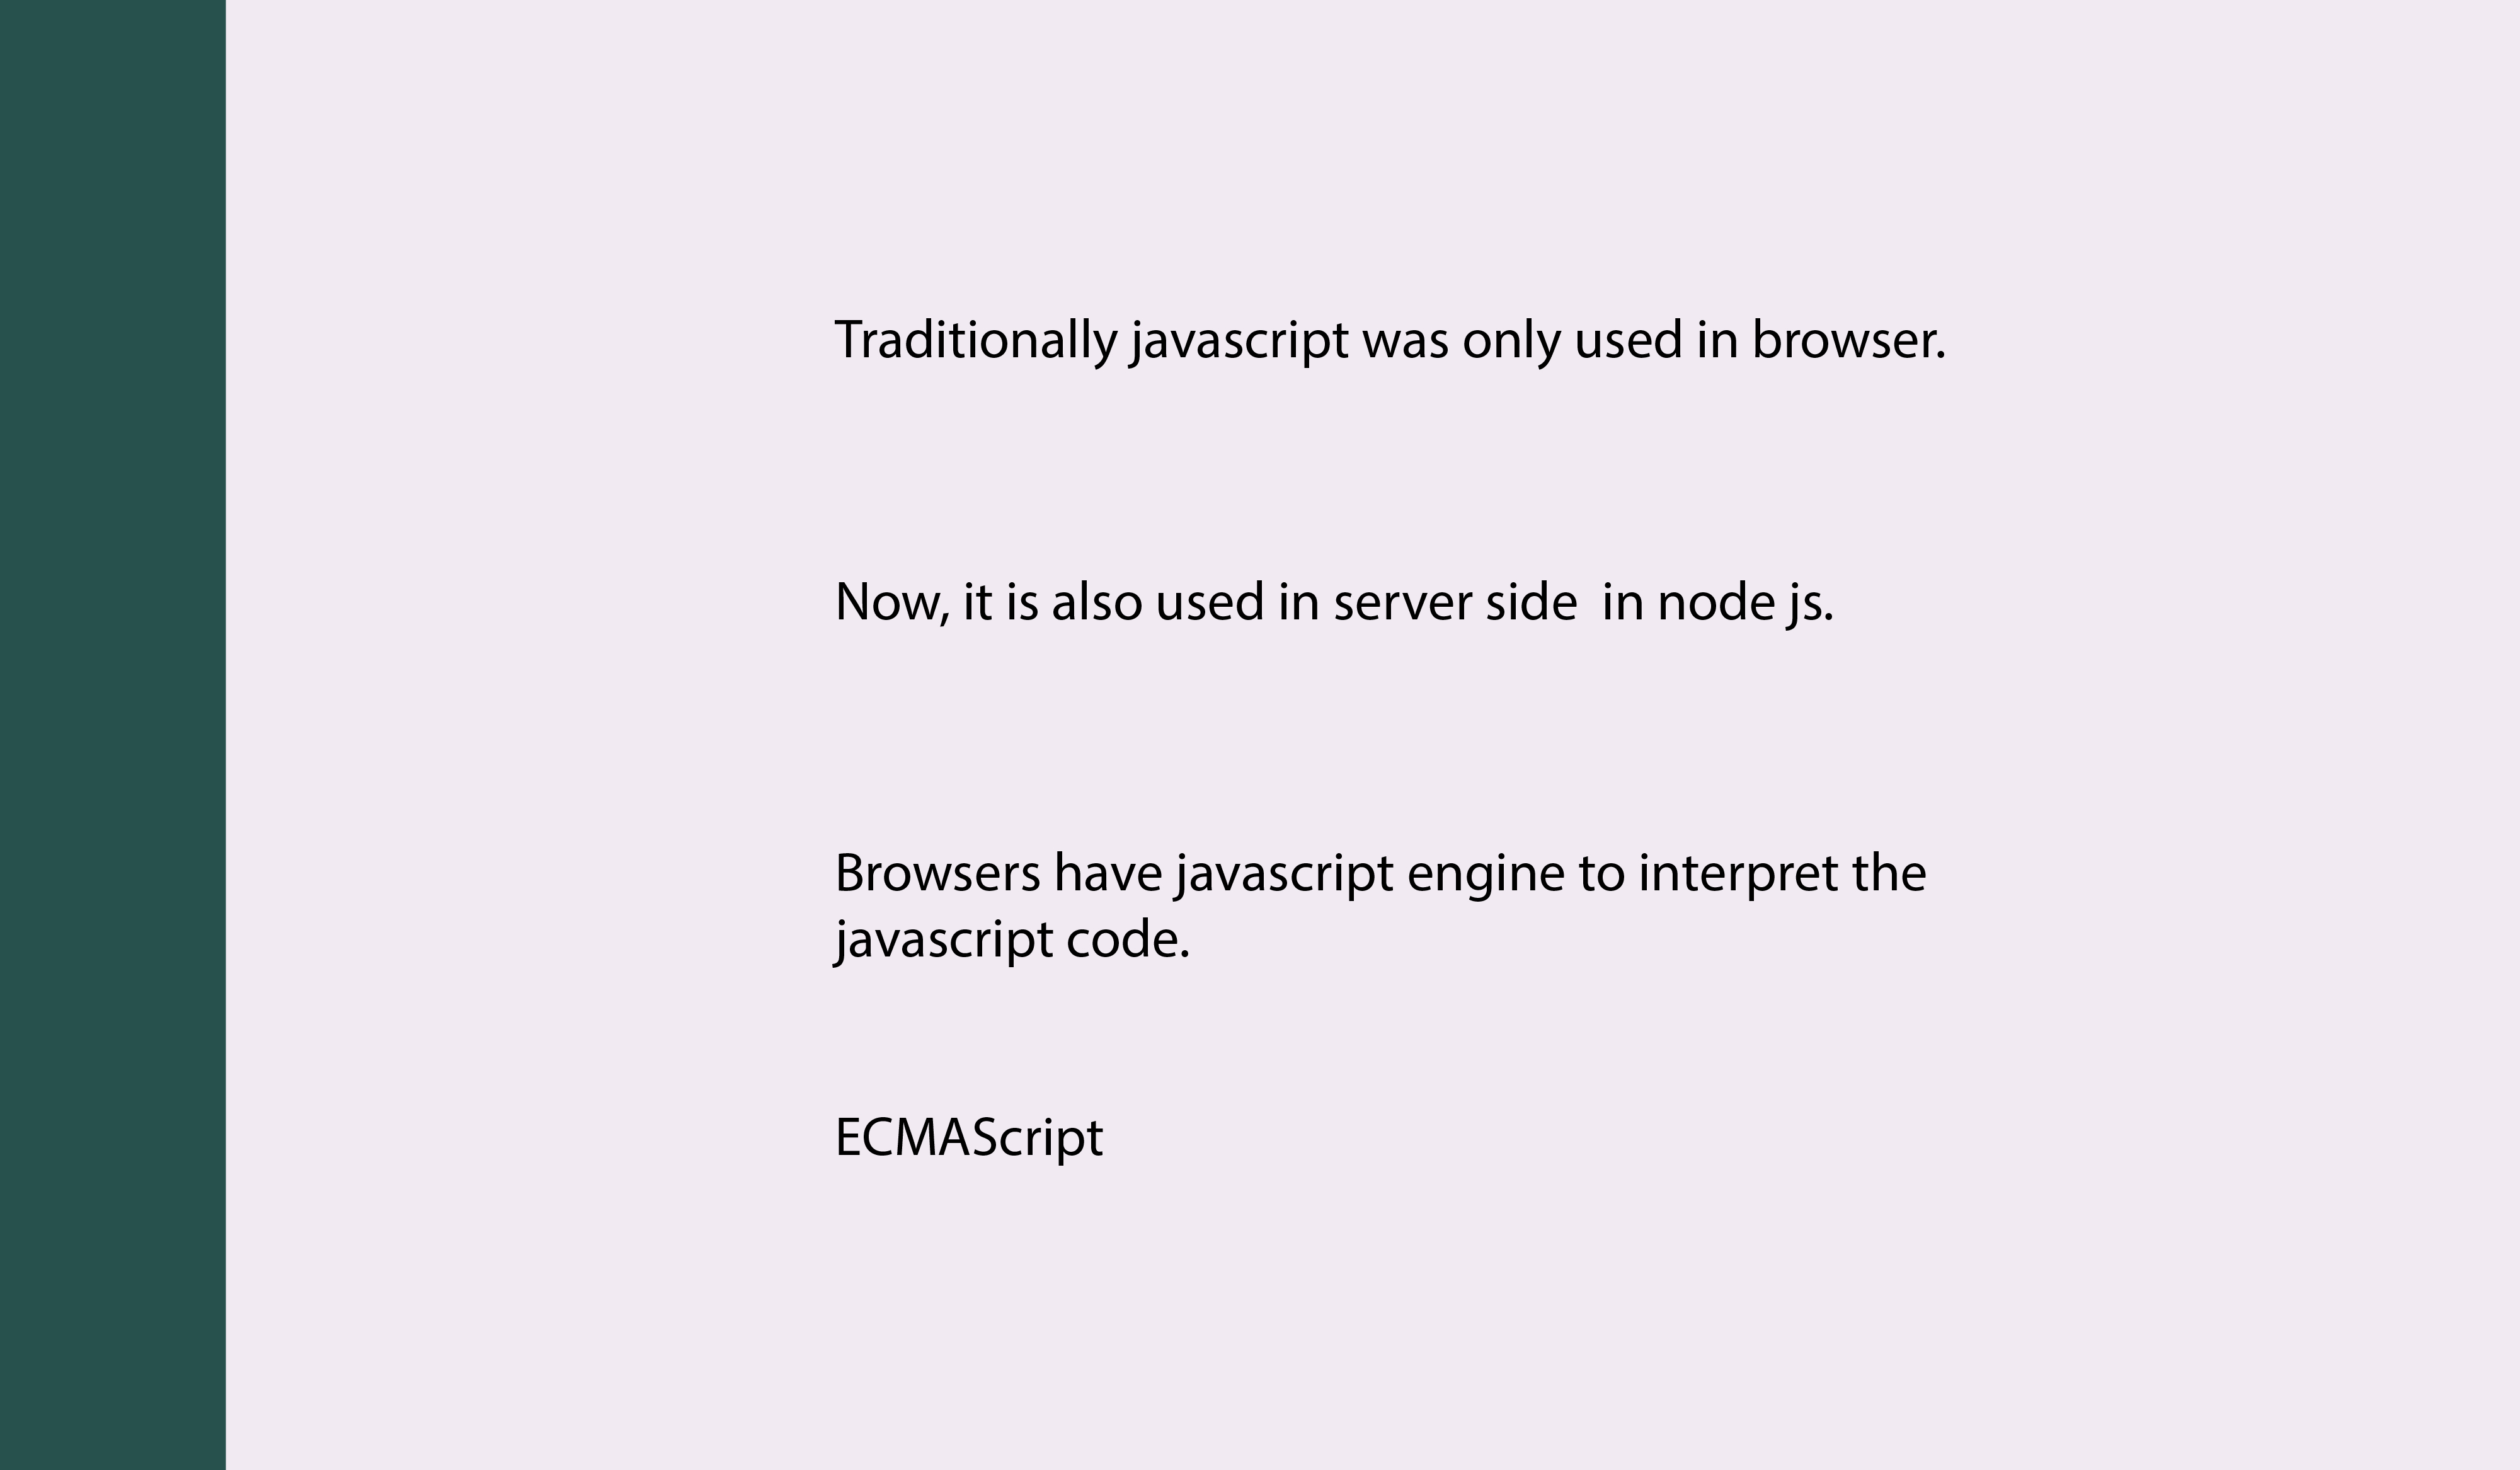 Traditionally javascript was only used in browser.
Now, it is also used in server side  in node js.
Browsers have javascript engine to interpret the
javascript code.
ECMAScript